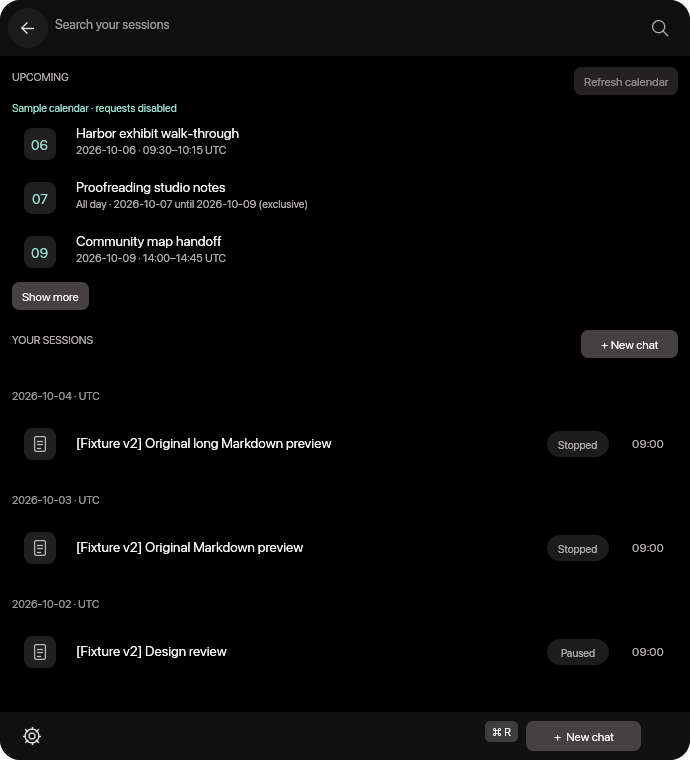 Search your sessions
UPCOMING
Refresh calendar
Sample calendar · requests disabled
06
Harbor exhibit walk-through
2026-10-06 · 09:30–10:15 UTC
07
Proofreading studio notes
All day · 2026-10-07 until 2026-10-09 (exclusive)
09
Community map handoff
2026-10-09 · 14:00–14:45 UTC
Show more
YOUR SESSIONS
+ New chat
2026-10-04 · UTC
[Fixture v2] Original long Markdown preview
Stopped
09:00
2026-10-03 · UTC
[Fixture v2] Original Markdown preview
Stopped
09:00
2026-10-02 · UTC
[Fixture v2] Design review
Paused
09:00
⌘ R
+ New chat